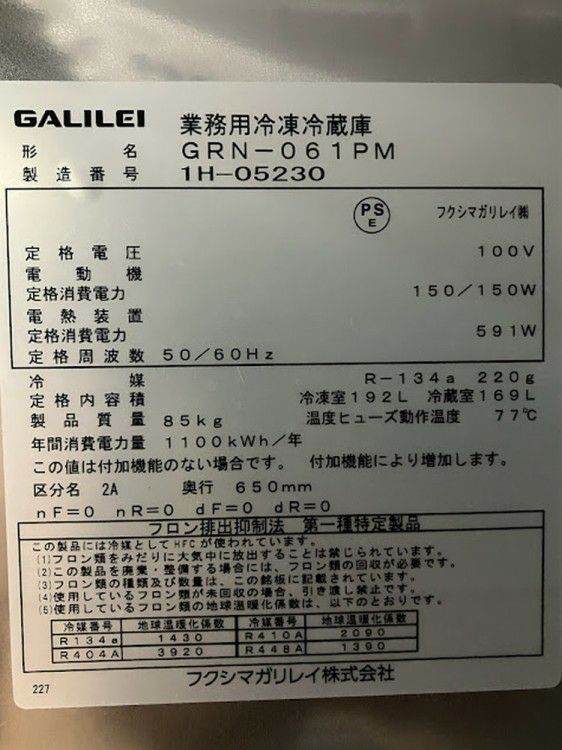 GALILEI 業務用冷凍冷蔵庫
形名 GRN-061PM
製造番号 1H-05230
PS E フクシマガリレイ㈱
定格電圧 100V
電動機
定格消費電力 150/150W
電熱装置
定格消費電力 591W
定格周波数 50/60Hz
冷媒 R-134a 220g
定格内容積 冷凍室192L 冷蔵室169L
製品質量 85kg 温度ヒューズ動作温度 77℃
年間消費電力量 1100kWh/年
この値は付加機能のない場合です。 付加機能により増加します。
区分名 2A 奥行 650mm
nF=0 nR=0 dF=0 dR=0
フロン排出抑制法 第一種特定製品
この製品には冷媒としてHFCが使われています。
(1)フロン類をみだりに大気中に放出することは禁じられています。
(2)この製品を廃棄・整備する場合には、フロン類の回収が必要です。
(3)フロン類の種類及び数量は、この銘板に記載されています。
(4)使用しているフロン類が未回収の場合、引き渡し禁止です。
(5)使用しているフロン類の地球温暖化係数は、以下のとおりです。
冷媒番号 地球温暖化係数 冷媒番号 地球温暖化係数
R134a 1430 R410A 2090
R404A 3920 R448A 1390
227 フクシマガリレイ株式会社